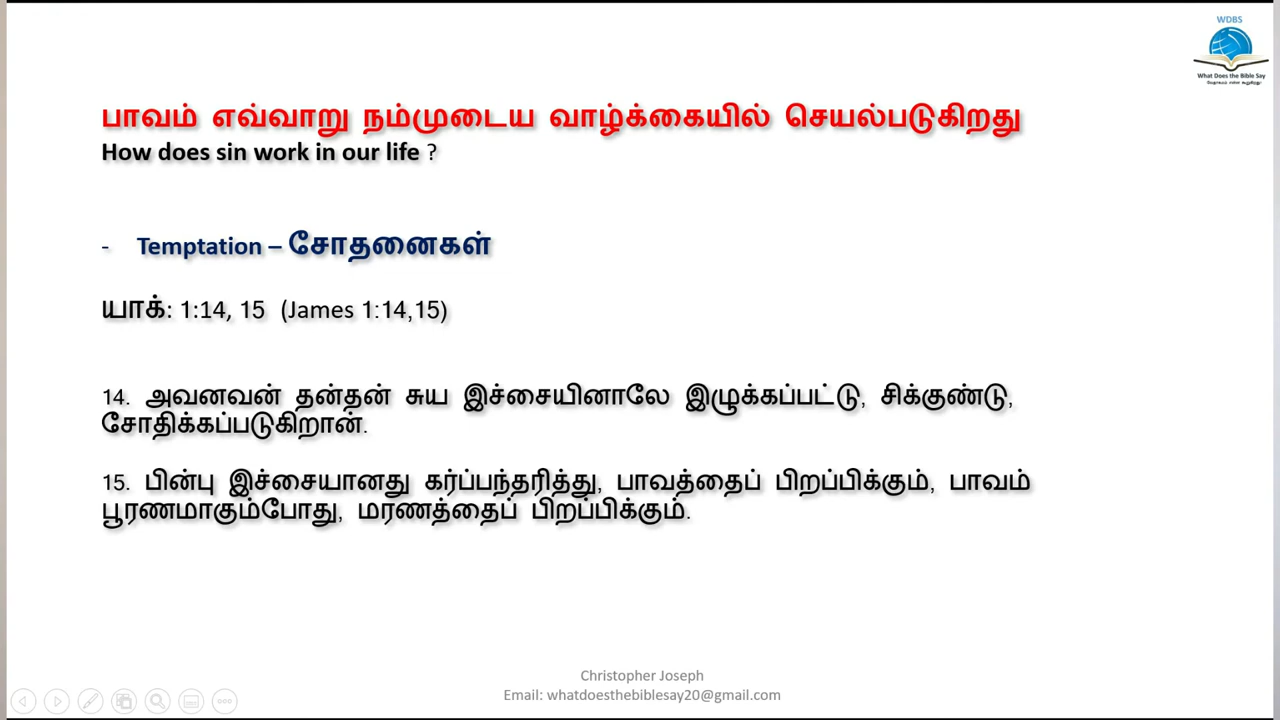 WDBS
What Does the Bible Say
பாவம் எவ்வாறு நம்முடைய வாழ்க்கையில் செயல்படுகிறது
How does sin work in our life ?
- Temptation – சோதனைகள்
யாக்: 1:14, 15 (James 1:14,15)
14. அவனவன் தன்தன் சுய இச்சையினாலே இழுக்கப்பட்டு, சிக்குண்டு,
சோதிக்கப்படுகிறான்.
15. பின்பு இச்சையானது கர்ப்பந்தரித்து, பாவத்தைப் பிறப்பிக்கும், பாவம்
பூரணமாகும்போது, மரணத்தைப் பிறப்பிக்கும்.
Christopher Joseph
Email: whatdoesthebiblesay20@gmail.com